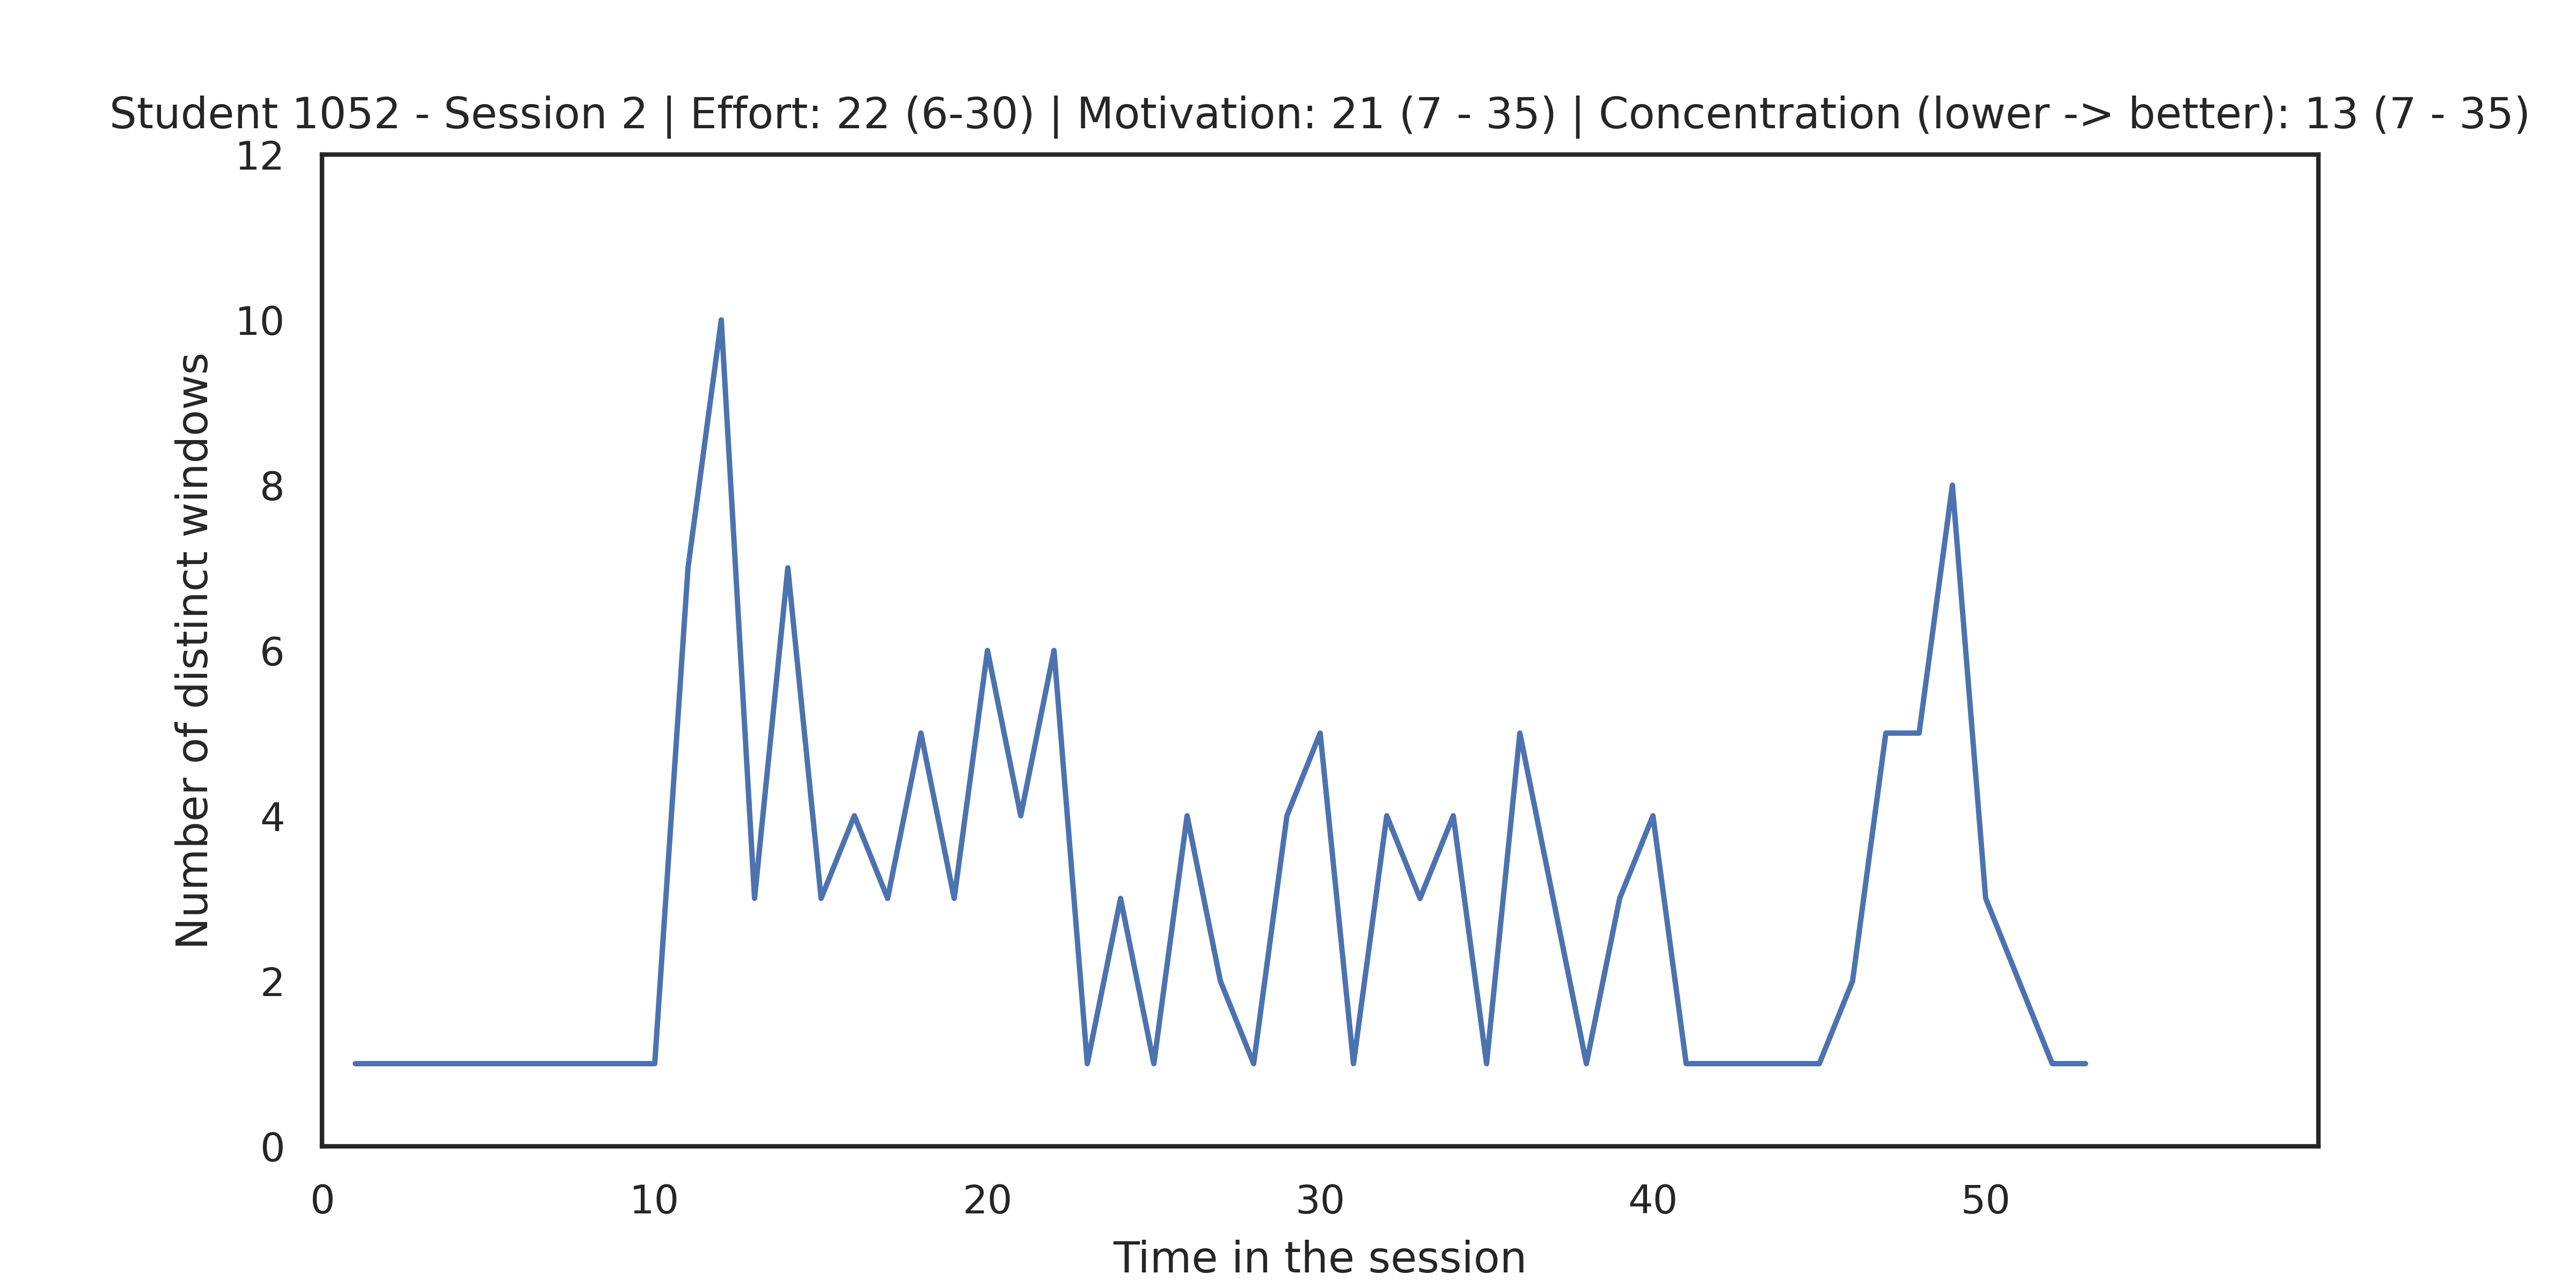 Student 1052 - Session 2 | Effort: 22 (6-30) | Motivation: 21 (7 - 35) | Concentration (lower -> better): 13 (7 - 35)
12
10
8
6
4
2
0
Number of distinct windows
0 10 20 30 40 50
Time in the session